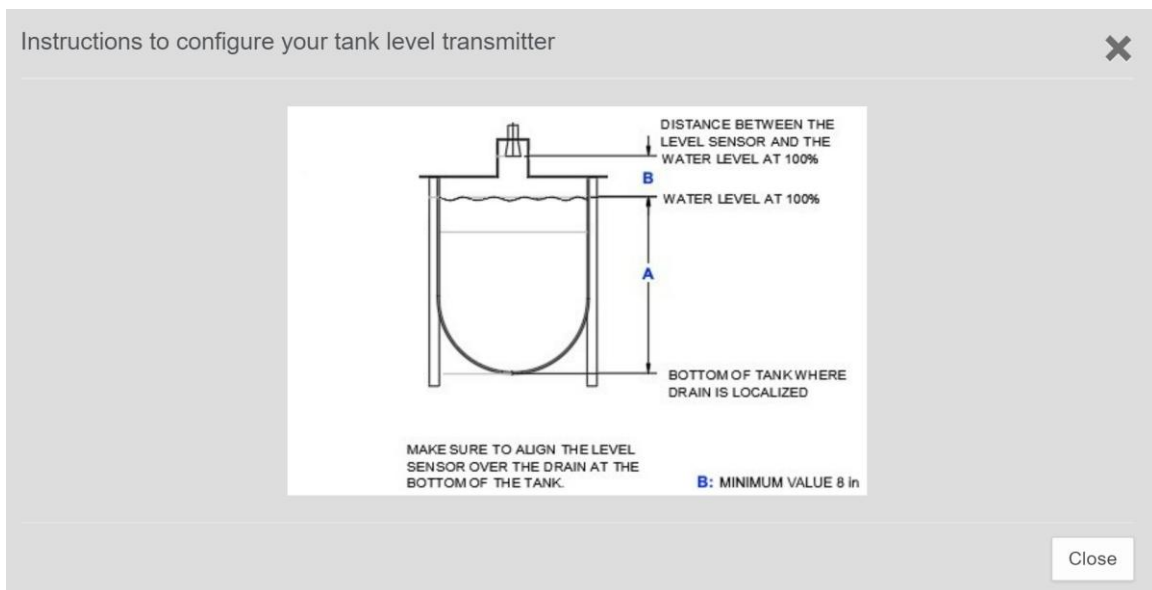 Instructions to configure your tank level transmitter
DISTANCE BETWEEN THE
LEVEL SENSOR AND THE
WATER LEVEL AT 100%
B
WATER LEVEL AT 100%
A
BOTTOM OF TANK WHERE
DRAIN IS LOCALIZED
MAKE SURE TO ALIGN THE LEVEL
SENSOR OVER THE DRAIN AT THE
BOTTOM OF THE TANK.
B: MINIMUM VALUE 8 in
Close